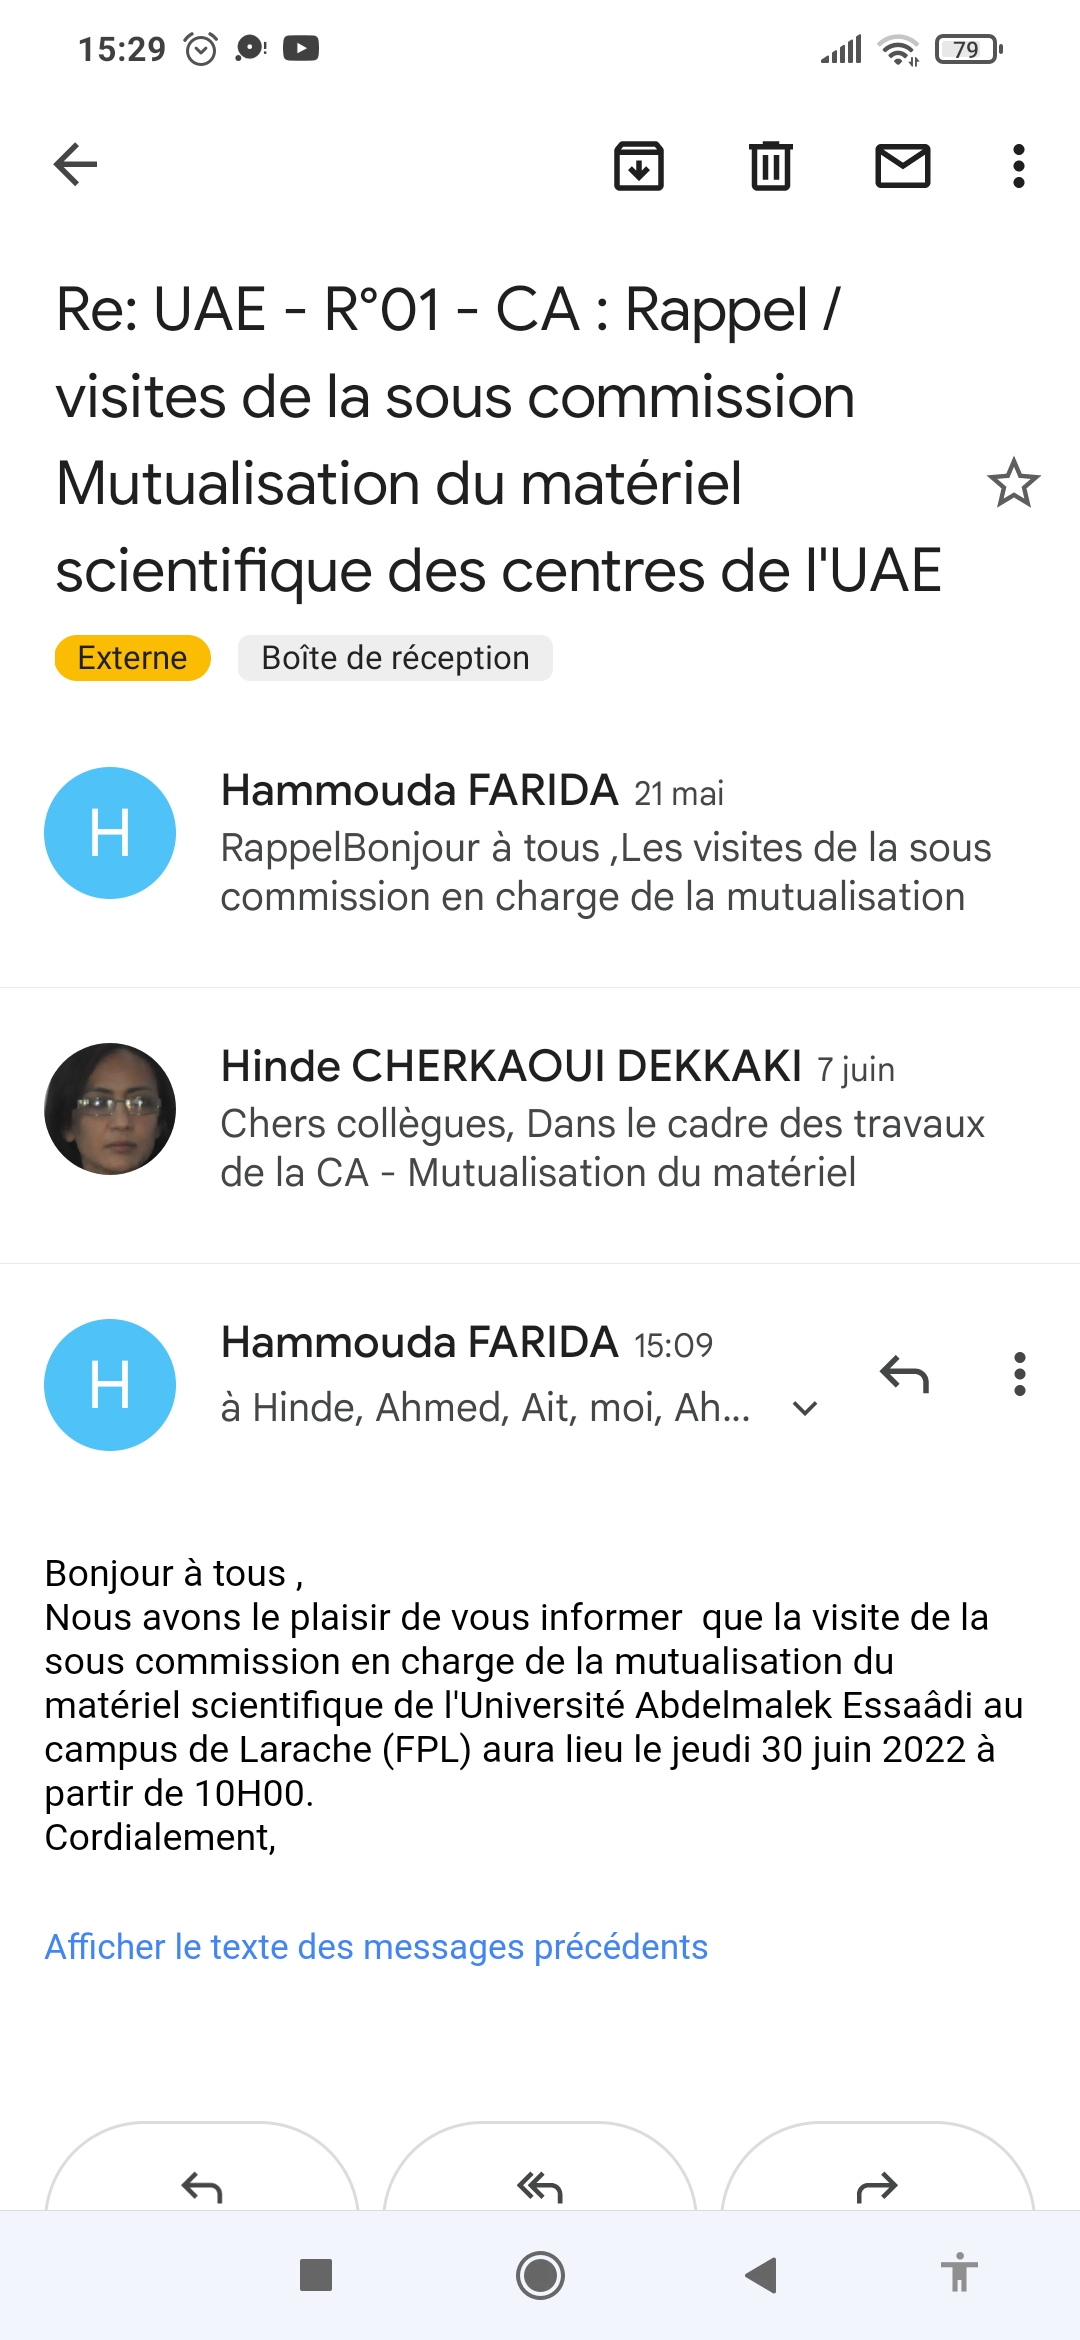 15:29
79
Re: UAE - R°01 - CA : Rappel /
visites de la sous commission
Mutualisation du matériel
scientifique des centres de l'UAE
Externe Boîte de réception
H
Hammouda FARIDA 21 mai
RappelBonjour à tous ,Les visites de la sous
commission en charge de la mutualisation
Hinde CHERKAOUI DEKKAKI 7 juin
Chers collègues, Dans le cadre des travaux
de la CA - Mutualisation du matériel
H
Hammouda FARIDA 15:09
à Hinde, Ahmed, Ait, moi, Ah...
Bonjour à tous ,
Nous avons le plaisir de vous informer  que la visite de la
sous commission en charge de la mutualisation du
matériel scientifique de l'Université Abdelmalek Essaâdi au
campus de Larache (FPL) aura lieu le jeudi 30 juin 2022 à
partir de 10H00.
Cordialement,
Afficher le texte des messages précédents